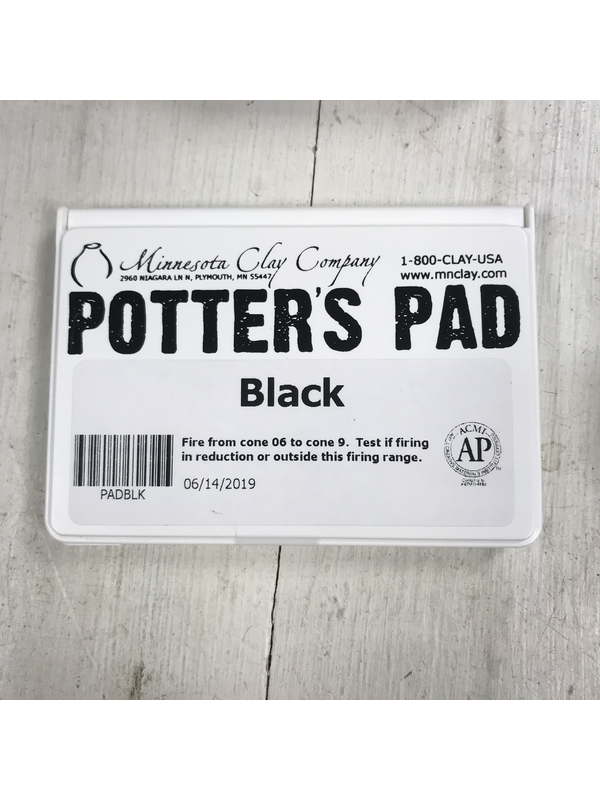 Minnesota Clay Company
2960 NIAGARA LN N, PLYMOUTH, MN 55447
1-800-CLAY-USA
www.mnclay.com
POTTER'S PAD
Black
Fire from cone 06 to cone 9. Test if firing
in reduction or outside this firing range.
06/14/2019
PADBLK
ACMI
AP